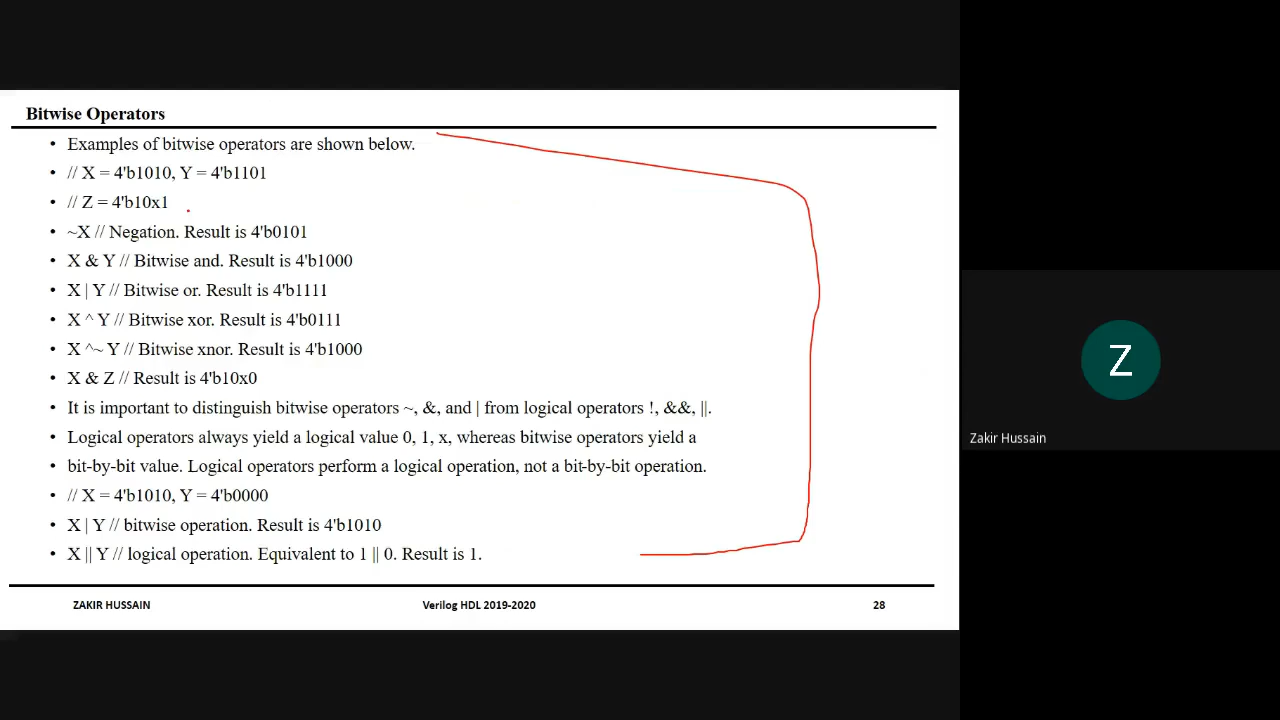 Bitwise Operators
• Examples of bitwise operators are shown below.
• // X = 4'b1010, Y = 4'b1101
• // Z = 4'b10x1
• ~X // Negation. Result is 4'b0101
• X & Y // Bitwise and. Result is 4'b1000
• X | Y // Bitwise or. Result is 4'b1111
• X ^ Y // Bitwise xor. Result is 4'b0111
• X ^~ Y // Bitwise xnor. Result is 4'b1000
• X & Z // Result is 4'b10x0
• It is important to distinguish bitwise operators ~, &, and | from logical operators !, &&, ||.
• Logical operators always yield a logical value 0, 1, x, whereas bitwise operators yield a
• bit-by-bit value. Logical operators perform a logical operation, not a bit-by-bit operation.
• // X = 4'b1010, Y = 4'b0000
• X | Y // bitwise operation. Result is 4'b1010
• X || Y // logical operation. Equivalent to 1 || 0. Result is 1.
ZAKIR HUSSAIN Verilog HDL 2019-2020 28
Z
Zakir Hussain